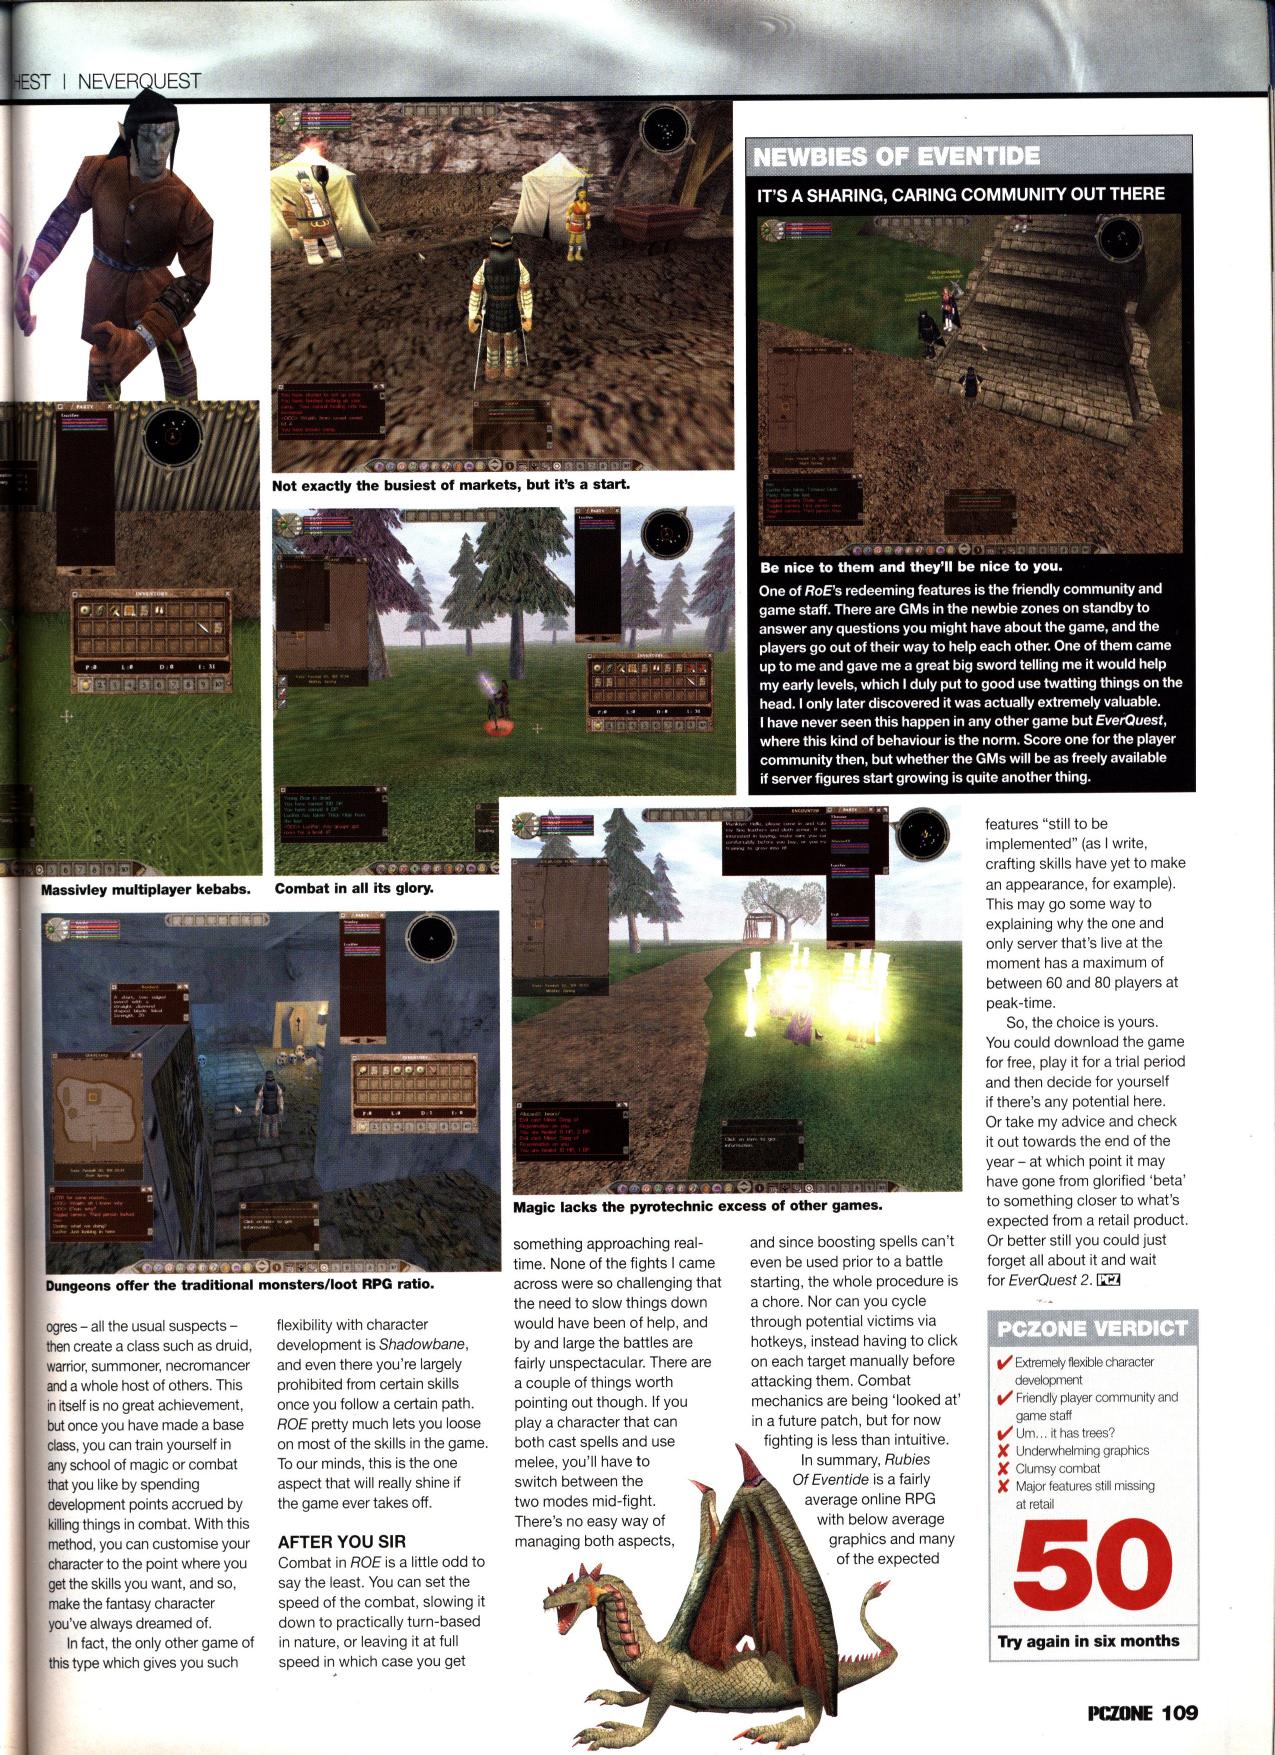 HEST | NEVERQUEST
Not exactly the busiest of markets, but it's a start.
Massivley multiplayer kebabs.
Combat in all its glory.
Dungeons offer the traditional monsters/loot RPG ratio.
Magic lacks the pyrotechnic excess of other games.
ogres – all the usual suspects –
then create a class such as druid,
warrior, summoner, necromancer
and a whole host of others. This
in itself is no great achievement,
but once you have made a base
class, you can train yourself in
any school of magic or combat
that you like by spending
development points accrued by
killing things in combat. With this
method, you can customise your
character to the point where you
get the skills you want, and so,
make the fantasy character
you've always dreamed of.
In fact, the only other game of
this type which gives you such
flexibility with character
development is Shadowbane,
and even there you're largely
prohibited from certain skills
once you follow a certain path.
ROE pretty much lets you loose
on most of the skills in the game.
To our minds, this is the one
aspect that will really shine if
the game ever takes off.
AFTER YOU SIR
Combat in ROE is a little odd to
say the least. You can set the
speed of the combat, slowing it
down to practically turn-based
in nature, or leaving it at full
speed in which case you get
something approaching real-
time. None of the fights I came
across were so challenging that
the need to slow things down
would have been of help, and
by and large the battles are
fairly unspectacular. There are
a couple of things worth
pointing out though. If you
play a character that can
both cast spells and use
melee, you'll have to
switch between the
two modes mid-fight.
There's no easy way of
managing both aspects,
and since boosting spells can't
even be used prior to a battle
starting, the whole procedure is
a chore. Nor can you cycle
through potential victims via
hotkeys, instead having to click
on each target manually before
attacking them. Combat
mechanics are being 'looked at'
in a future patch, but for now
fighting is less than intuitive.
In summary, Rubies
Of Eventide is a fairly
average online RPG
with below average
graphics and many
of the expected
features "still to be
implemented" (as I write,
crafting skills have yet to make
an appearance, for example).
This may go some way to
explaining why the one and
only server that's live at the
moment has a maximum of
between 60 and 80 players at
peak-time.
So, the choice is yours.
You could download the game
for free, play it for a trial period
and then decide for yourself
if there's any potential here.
Or take my advice and check
it out towards the end of the
year – at which point it may
have gone from glorified 'beta'
to something closer to what's
expected from a retail product.
Or better still you could just
forget all about it and wait
for EverQuest 2. PCZ
NEWBIES OF EVENTIDE
IT'S A SHARING, CARING COMMUNITY OUT THERE
Be nice to them and they'll be nice to you.
One of RoE's redeeming features is the friendly community and
game staff. There are GMs in the newbie zones on standby to
answer any questions you might have about the game, and the
players go out of their way to help each other. One of them came
up to me and gave me a great big sword telling me it would help
my early levels, which I duly put to good use twatting things on the
head. I only later discovered it was actually extremely valuable.
I have never seen this happen in any other game but EverQuest,
where this kind of behaviour is the norm. Score one for the player
community then, but whether the GMs will be as freely available
if server figures start growing is quite another thing.
PCZONE VERDICT
Extremely flexible character
development
Friendly player community and
game staff
Um... it has trees?
Underwhelming graphics
Clumsy combat
Major features still missing
at retail
50
Try again in six months
PCZONE 109